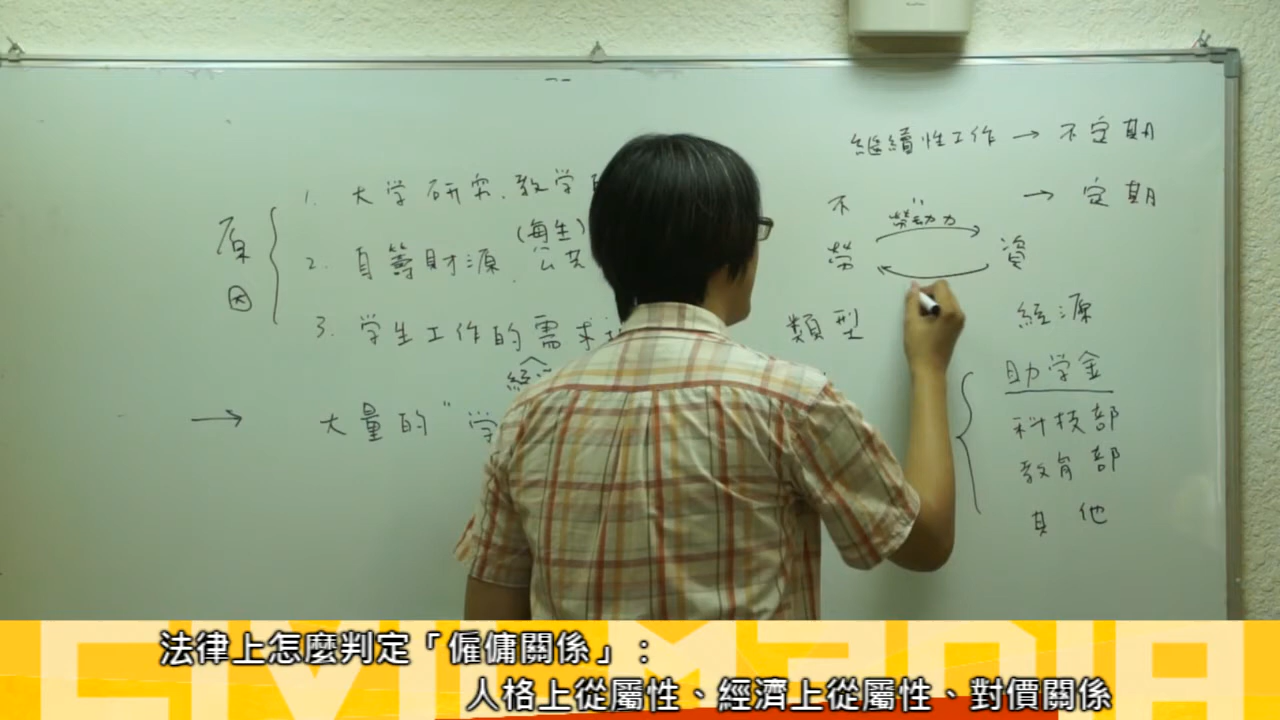 繼續性工作 → 不定期
→ 定期
原因
1. 大学研究.教学
(每生)
2. 自籌財源.公共
3. 学生工作的需求
→ 大量的"学
不
勞動力
勞 資
類型
經源
助学金
科技部
教育部
其他
法律上怎麼判定「僱傭關係」:
人格上從屬性、經濟上從屬性、對價關係